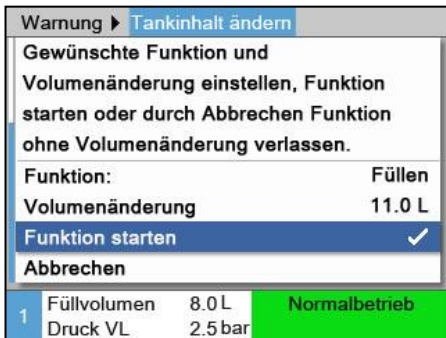 Warnung ▶ Tankinhalt ändern
Gewünschte Funktion und
Volumenänderung einstellen, Funktion
starten oder durch Abbrechen Funktion
ohne Volumenänderung verlassen.
Funktion: Füllen
Volumenänderung 11.0 L
Funktion starten ✓
Abbrechen
1 Füllvolumen 8.0 L Normalbetrieb
Druck VL 2.5 bar